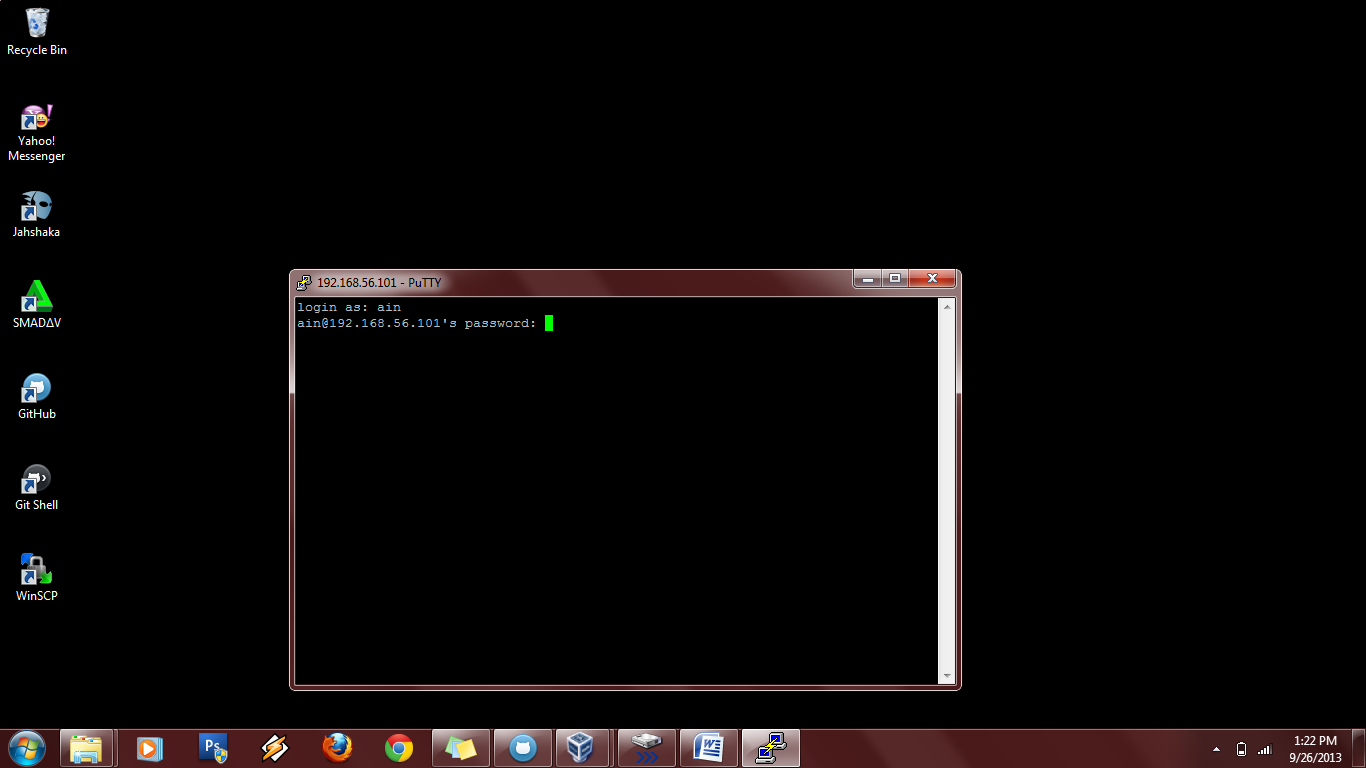 Recycle Bin
Yahoo!
Messenger
Jahshaka
SMADΔV
GitHub
Git Shell
WinSCP
192.168.56.101 - PuTTY
login as: ain
ain@192.168.56.101's password:
Ps
W
1:22 PM
9/26/2013